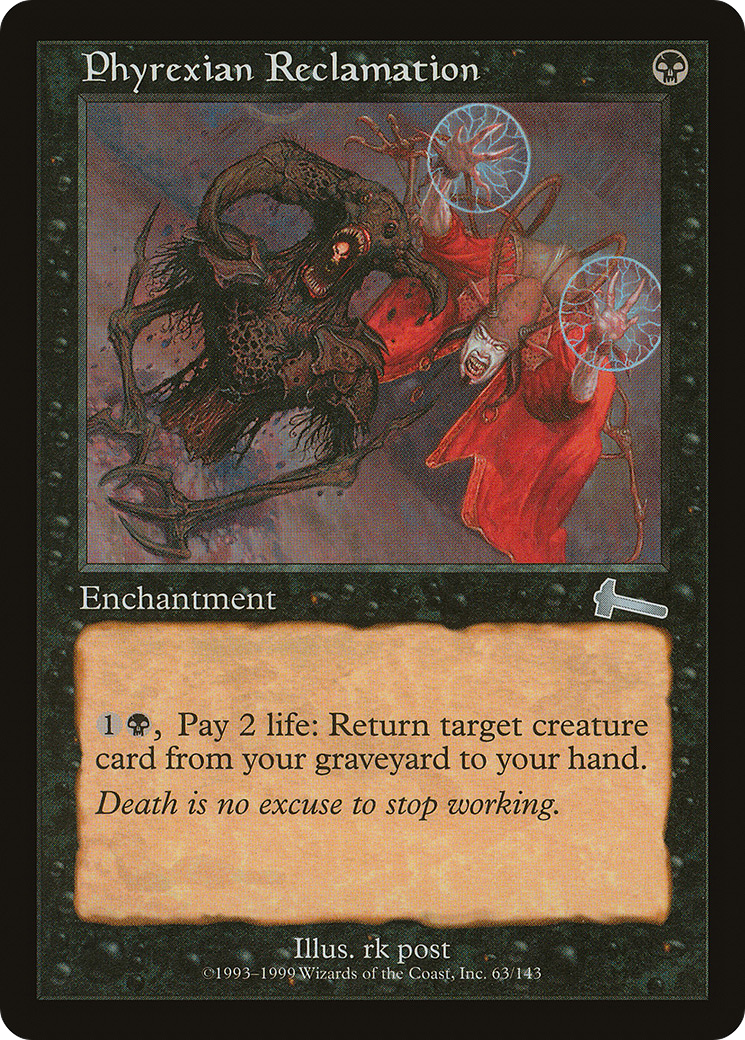 Phyrexian Reclamation
Enchantment
1, Pay 2 life: Return target creature
card from your graveyard to your hand.
Death is no excuse to stop working.
Illus. rk post
©1993–1999 Wizards of the Coast, Inc. 63/143